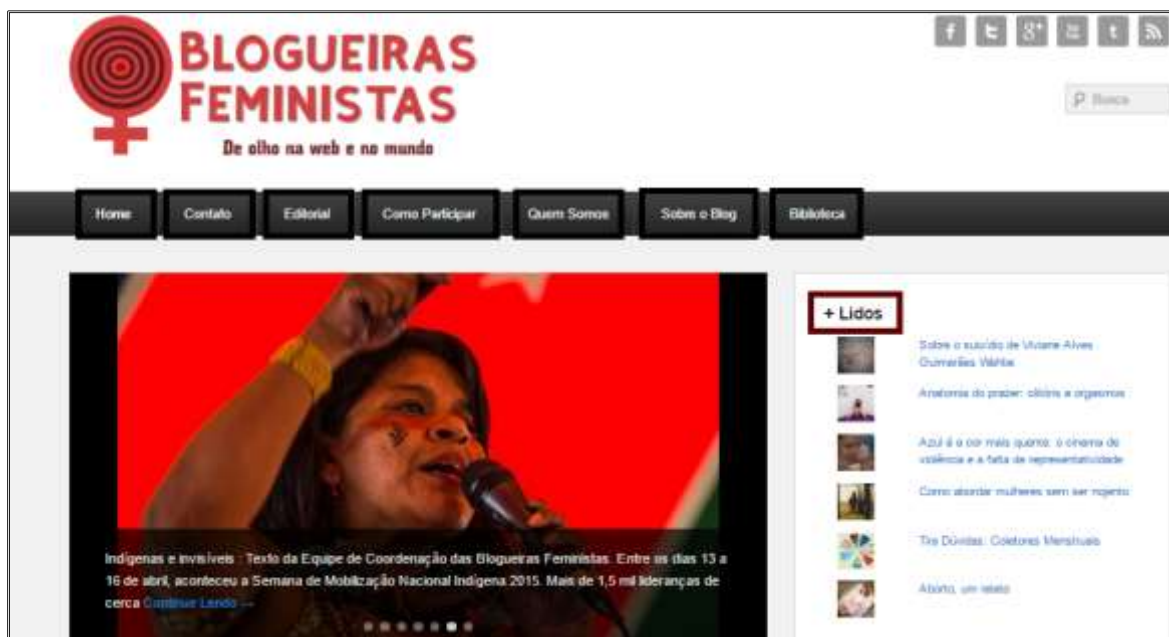 BLOGUEIRAS
FEMINISTAS
De olho na web e no mundo
Busca
Home
Contato
Editorial
Como Participar
Quem Somos
Sobre o Blog
Biblioteca
+ Lidos
Sobre o suicídio de Viviane Alves
Guimarães Wahbe
Anatomia do prazer: clitóris e orgasmos
Azul é a cor mais quente: o cinema de
violência e a falta de representatividade
Como abordar mulheres sem ser nojento
Tire Dúvidas: Coletores Menstruais
Aborto, um relato
Indígenas e invisíveis : Texto da Equipe de Coordenação das Blogueiras Feministas. Entre os dias 13 a
16 de abril, aconteceu a Semana de Mobilização Nacional Indígena 2015. Mais de 1,5 mil lideranças de
cerca Continue Lendo →